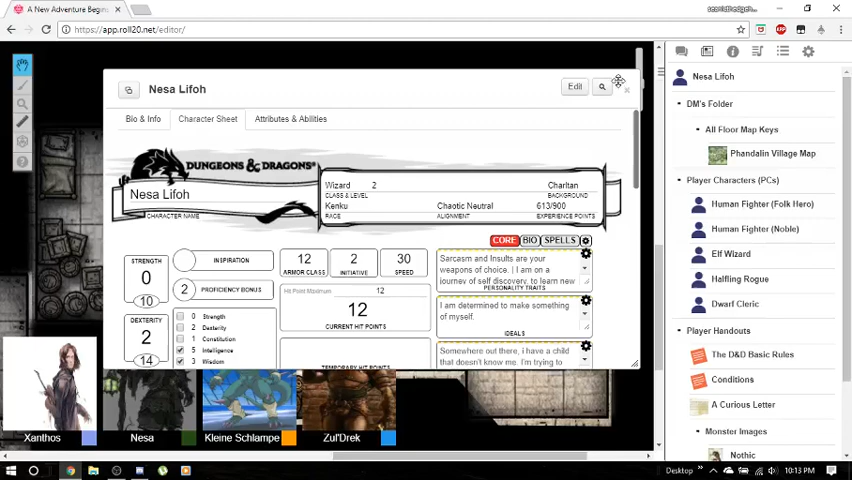 A New Adventure Begin
https://app.roll20.net/editor/
Nesa Lifoh
Edit
Bio & Info
Character Sheet
Attributes & Abilities
DUNGEONS & DRAGONS
Nesa Lifoh
CHARACTER NAME
Wizard 2
Charltan
CLASS & LEVEL
BACKGROUND
Kenku
Chaotic Neutral
613/900
RACE
ALIGNMENT
EXPERIENCE POINTS
CORE
BIO
SPELLS
STRENGTH
0
10
DEXTERITY
2
14
INSPIRATION
2 PROFICIENCY BONUS
0 Strength
2 Dexterity
1 Constitution
5 Intelligence
3 Wisdom
12
ARMOR CLASS
2
INITIATIVE
30
SPEED
Hit Point Maximum 12
12
CURRENT HIT POINTS
TEMPORARY HIT POINTS
Sarcasm and Insults are your
weapons of choice. | I am on a
journey of self discovery, to learn new
PERSONALITY TRAITS
I am determined to make something
of myself.
IDEALS
Somewhere out there, i have a child
that doesn't know me. I'm trying to
Xanthos
Nesa
Kleine Schlampe
Zul'Drek
Nesa Lifoh
DM's Folder
All Floor Map Keys
Phandalin Village Map
Player Characters (PCs)
Human Fighter (Folk Hero)
Human Fighter (Noble)
Elf Wizard
Halfling Rogue
Dwarf Cleric
Player Handouts
The D&D Basic Rules
Conditions
A Curious Letter
Monster Images
Nothic
Desktop
10:13 PM